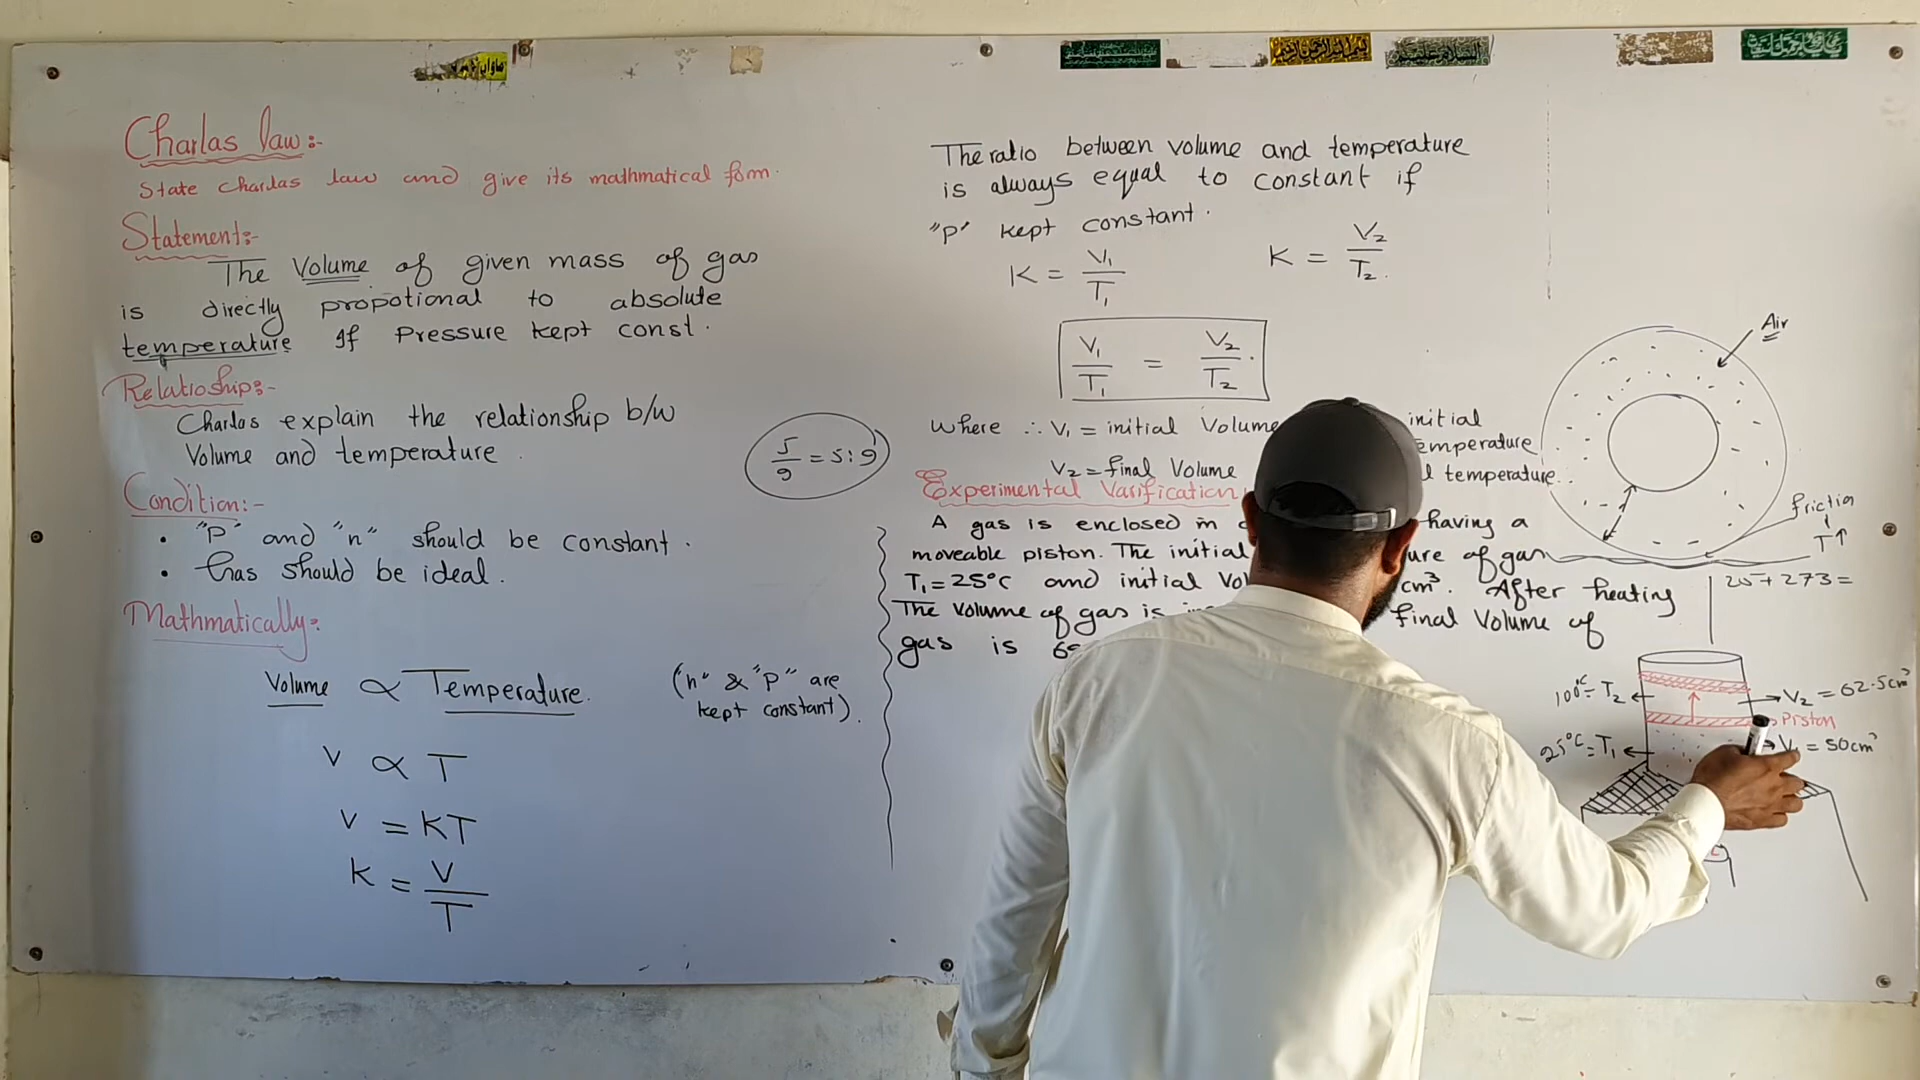 Charlas law:-
State charlas law and give its mathmatical form.
Statement:-
The Volume of given mass of gas
is directly propotional to absolute
temperature If Pressure kept const.
Relatioship:-
Charlas explain the relationship b/w
Volume and temperature.
Condition:-
• "P" and "n" should be constant.
• Gas should be ideal.
Mathmatically:-
Volume ∝ Temperature. ("n" & "P" are
kept constant).
V ∝ T
V = KT
K = V/T
5/9 = 5:9
The ratio between volume and temperature
is always equal to constant if
"P" kept constant.
K = V₁/T₁ K = V₂/T₂
V₁/T₁ = V₂/T₂.
Where ∴ V₁ = initial Volume initial
temperature
V₂ = final Volume temperature..
Experimental Varification
A gas is enclosed in having a
moveable piston. The initial of gas
T₁ = 25°C and initial cm³. After heating
The Volume of gas is final Volume of
gas is
Air
friction
T↑
25+273=
100°C = T₂
V₂ = 62.5cm³
Piston
25°C = T₁
V₁ = 50cm³
بسم الله الرحمن الرحيم